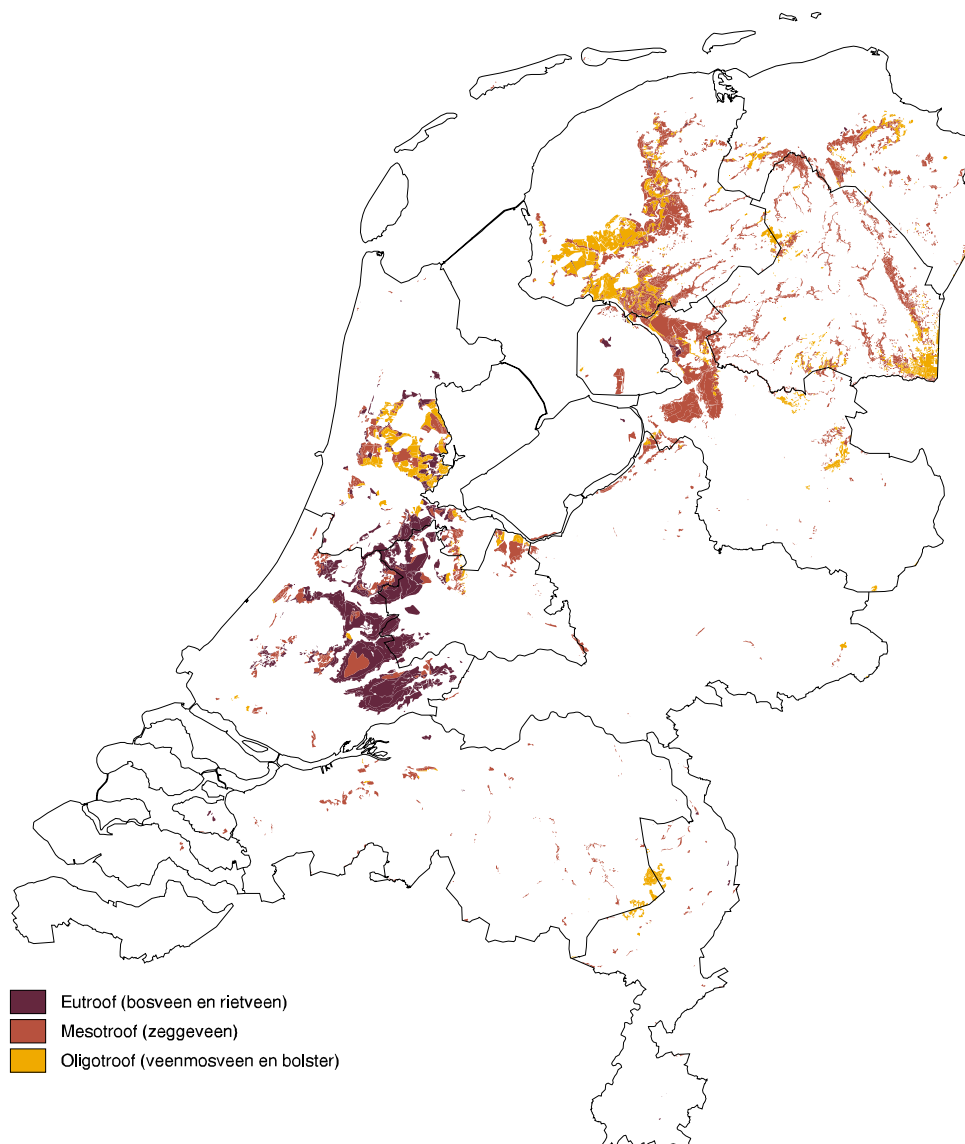 Eutroof (bosveen en rietveen)
Mesotroof (zeggeveen)
Oligotroof (veenmosveen en bolster)